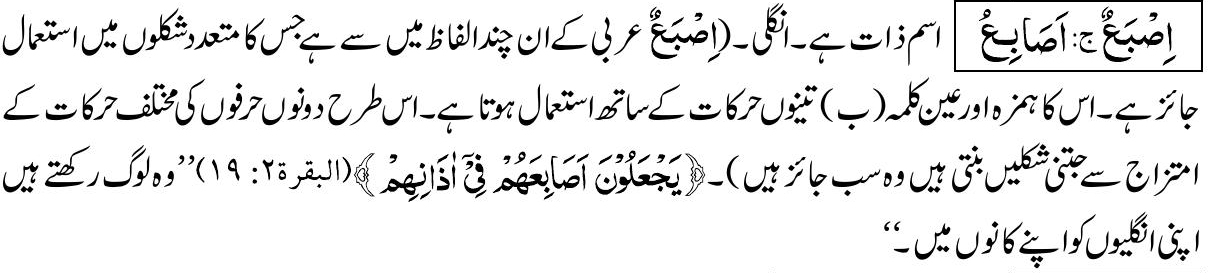 اِصْبَعٌ ج: اَصَابِعُ اسم ذات ہے۔ انگلی۔ (اِصْبَعٌ عربی کے ان چند الفاظ میں سے ہے جس کا متعدد شکلوں میں استعمال
جائز ہے۔ اس کا ہمزہ اور عین کلمہ (ب) تینوں حرکات کے ساتھ استعمال ہوتا ہے۔ اس طرح دونوں حرفوں کی مختلف حرکات کے
امتزاج سے جتنی شکلیں بنتی ہیں وہ سب جائز ہیں)۔ ﴿یَجْعَلُوْنَ اَصَابِعَهُمْ فِیْۤ اٰذَانِهِمْ﴾ (البقرة۲: ۱۹) ’’وہ لوگ رکھتے ہیں
اپنی انگلیوں کو اپنے کانوں میں۔‘‘